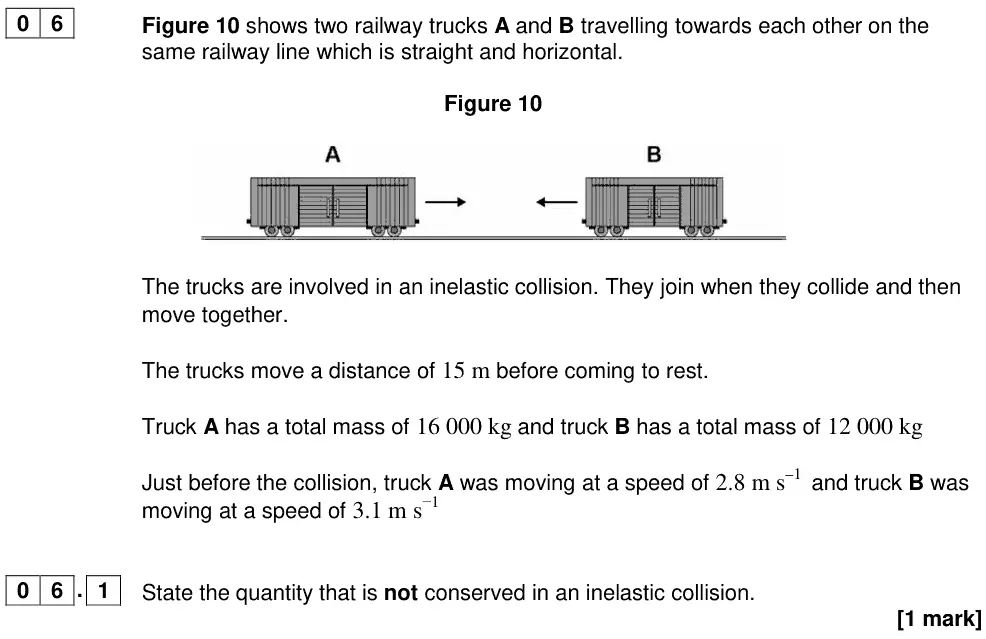 0 6 Figure 10 shows two railway trucks A and B travelling towards each other on the
same railway line which is straight and horizontal.
Figure 10
A B
The trucks are involved in an inelastic collision. They join when they collide and then
move together.
The trucks move a distance of 15 m before coming to rest.
Truck A has a total mass of 16 000 kg and truck B has a total mass of 12 000 kg
Just before the collision, truck A was moving at a speed of 2.8 m s⁻¹ and truck B was
moving at a speed of 3.1 m s⁻¹
0 6 . 1 State the quantity that is not conserved in an inelastic collision.
[1 mark]